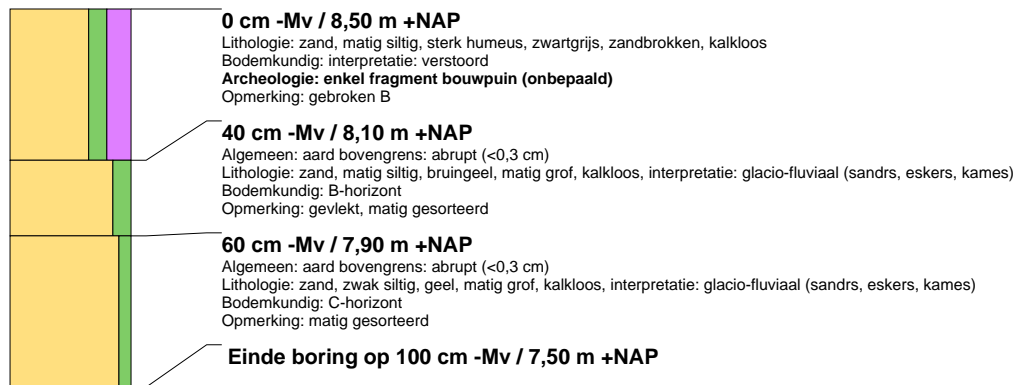 0 cm -Mv / 8,50 m +NAP
Lithologie: zand, matig siltig, sterk humeus, zwartgrijs, zandbrokken, kalkloos
Bodemkundig: interpretatie: verstoord
Archeologie: enkel fragment bouwpuin (onbepaald)
Opmerking: gebroken B
40 cm -Mv / 8,10 m +NAP
Algemeen: aard bovengrens: abrupt (<0,3 cm)
Lithologie: zand, matig siltig, bruingeel, matig grof, kalkloos, interpretatie: glacio-fluviaal (sandrs, eskers, kames)
Bodemkundig: B-horizont
Opmerking: gevlekt, matig gesorteerd
60 cm -Mv / 7,90 m +NAP
Algemeen: aard bovengrens: abrupt (<0,3 cm)
Lithologie: zand, zwak siltig, geel, matig grof, kalkloos, interpretatie: glacio-fluviaal (sandrs, eskers, kames)
Bodemkundig: C-horizont
Opmerking: matig gesorteerd
Einde boring op 100 cm -Mv / 7,50 m +NAP